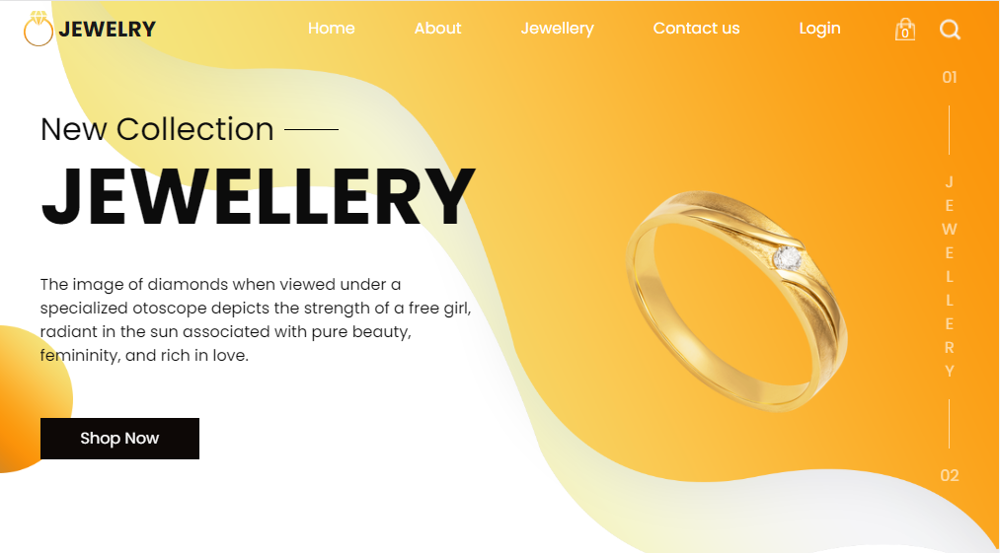 JEWELRY
Home About Jewellery Contact us Login
0
01
New Collection
JEWELLERY
The image of diamonds when viewed under a
specialized otoscope depicts the strength of a free girl,
radiant in the sun associated with pure beauty,
femininity, and rich in love.
Shop Now
JEWELLERY
02